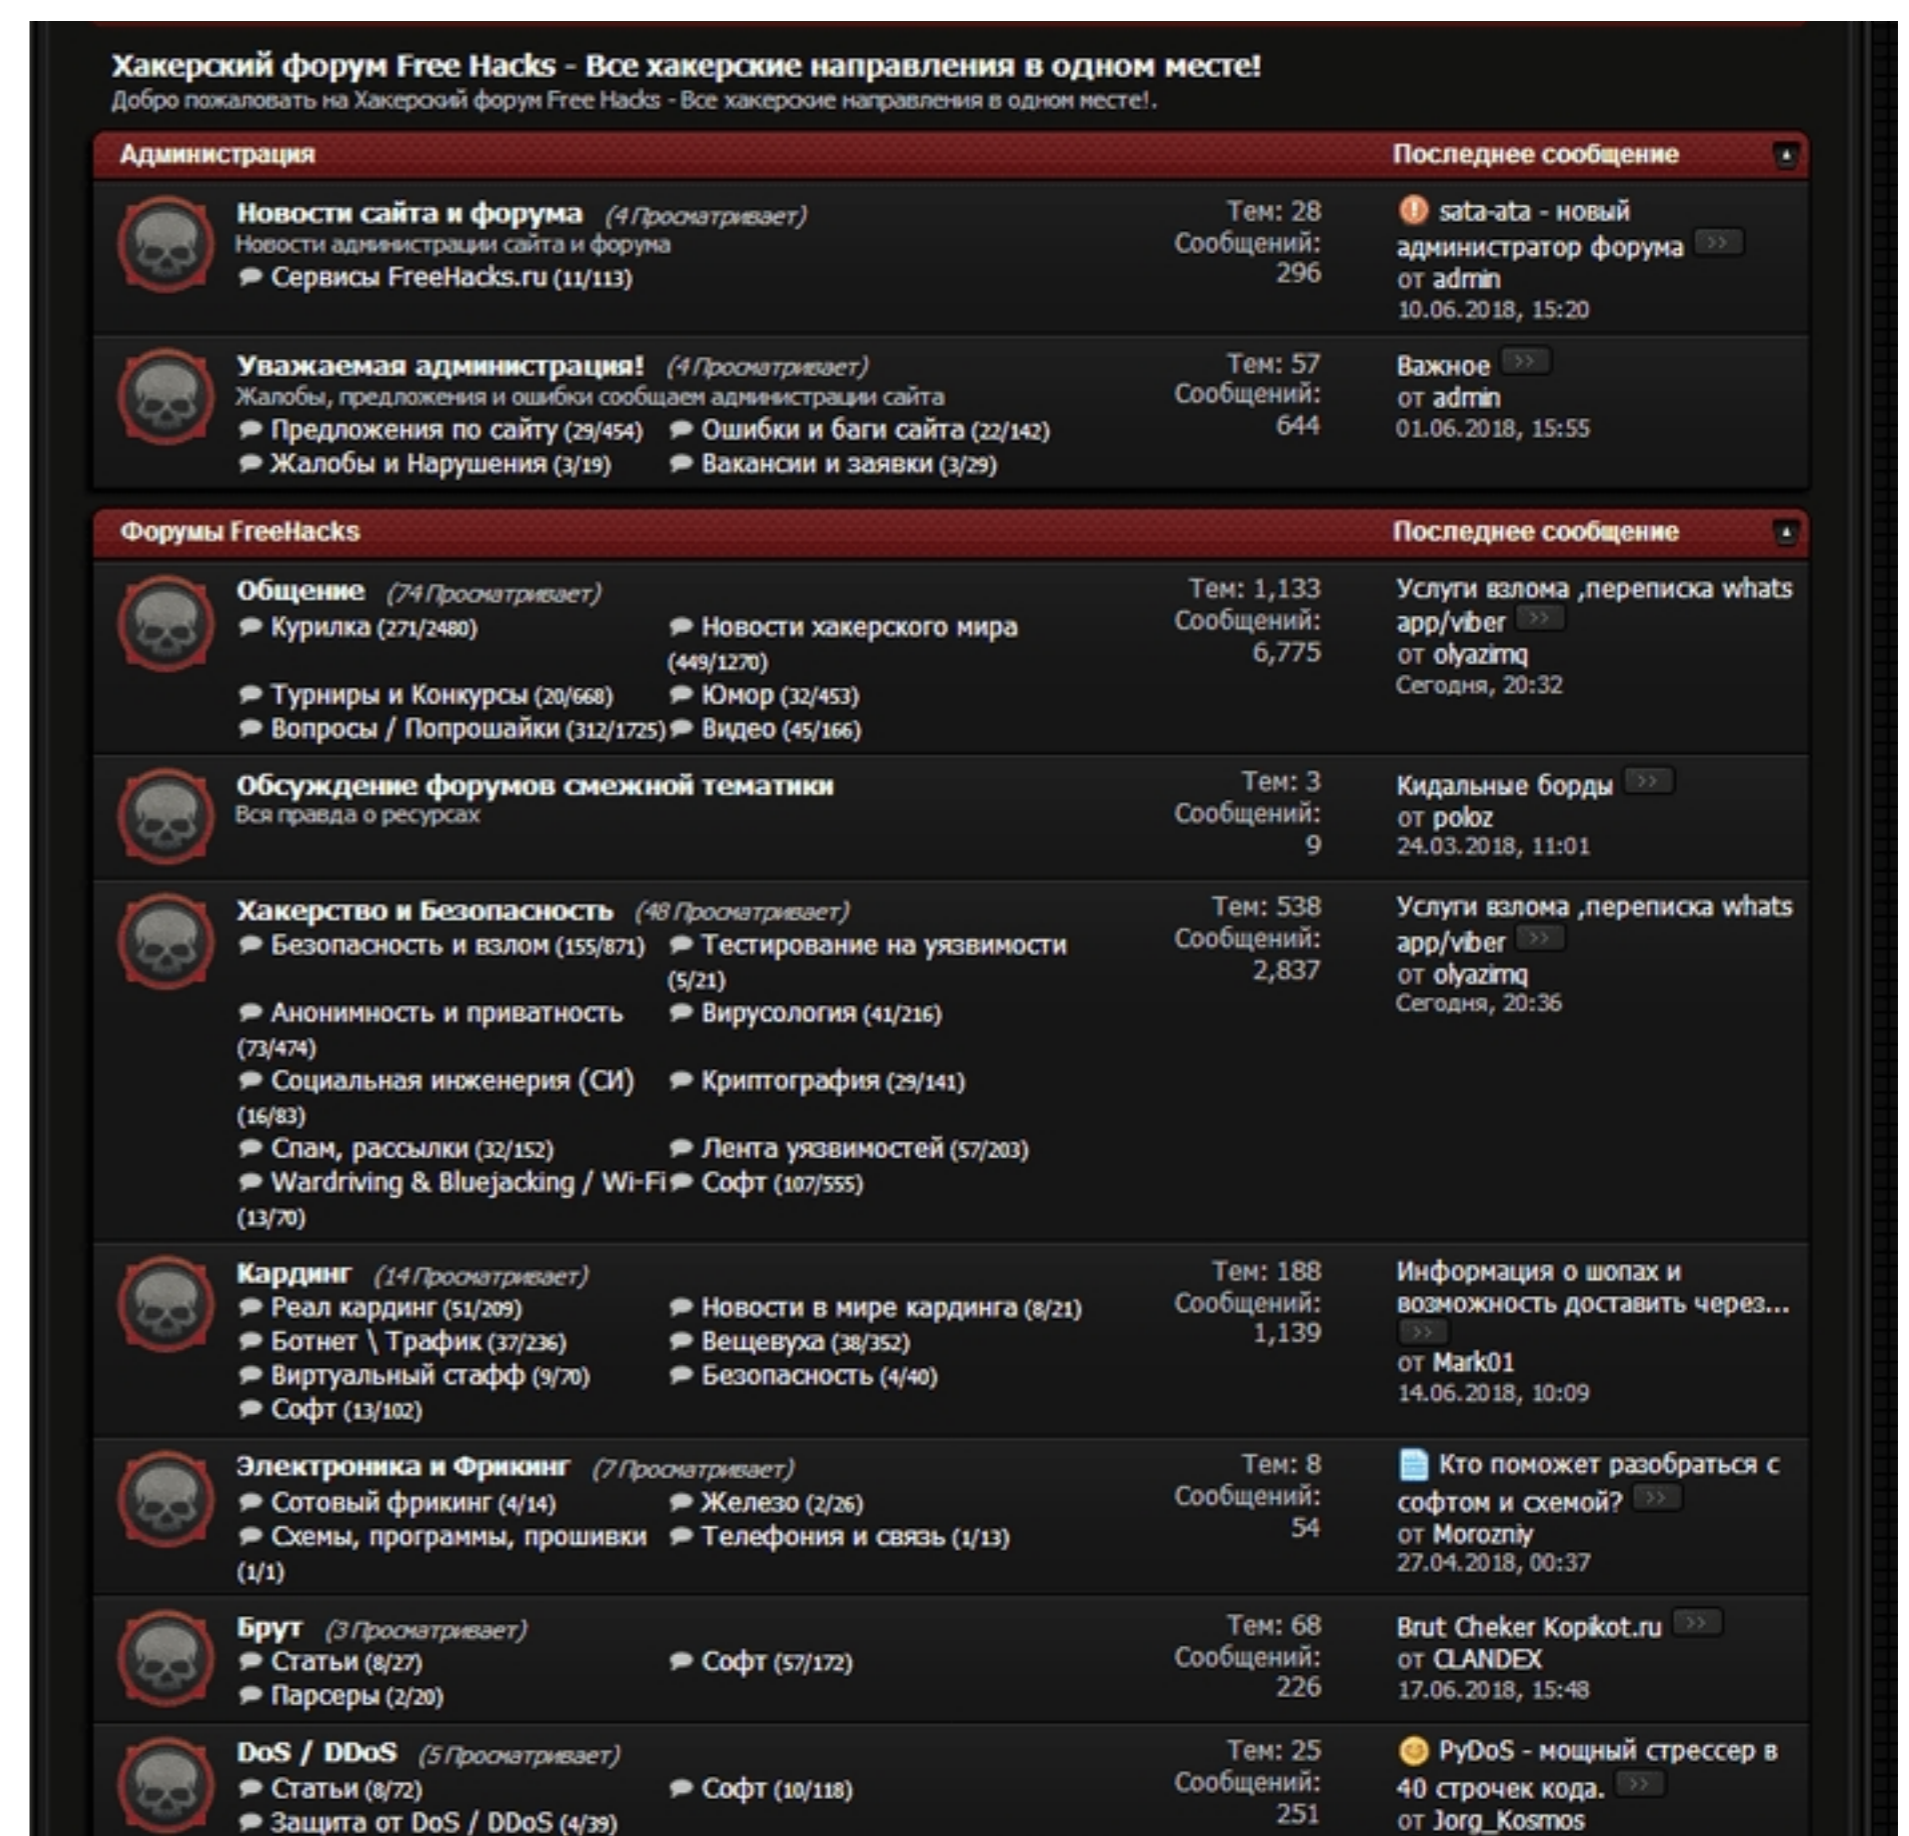 Хакерский форум Free Hacks - Все хакерские направления в одном месте!
Добро пожаловать на Хакерский форум Free Hacks - Все хакерские направления в одном месте!.
Администрация Последнее сообщение
Новости сайта и форума (4 Просматривает)
Новости администрации сайта и форума
Сервисы FreeHacks.ru (11/113)
Тем: 28
Сообщений:
296
sata-ata - новый
администратор форума >>
от admin
10.06.2018, 15:20
Уважаемая администрация! (4 Просматривает)
Жалобы, предложения и ошибки сообщаем администрации сайта
Предложения по сайту (29/454) Ошибки и баги сайта (22/142)
Жалобы и Нарушения (3/19) Вакансии и заявки (3/29)
Тем: 57
Сообщений:
644
Важное >>
от admin
01.06.2018, 15:55
Форумы FreeHacks Последнее сообщение
Общение (74 Просматривает)
Курилка (271/2480) Новости хакерского мира
(449/1270)
Турниры и Конкурсы (20/668) Юмор (32/453)
Вопросы / Попрошайки (312/1725) Видео (45/166)
Тем: 1,133
Сообщений:
6,775
Услуги взлома ,переписка whats
app/viber >>
от olyazimq
Сегодня, 20:32
Обсуждение форумов смежной тематики
Вся правда о ресурсах
Тем: 3
Сообщений:
9
Кидальные борды >>
от poloz
24.03.2018, 11:01
Хакерство и Безопасность (48 Просматривает)
Безопасность и взлом (155/871) Тестирование на уязвимости
(5/21)
Анонимность и приватность Вирусология (41/216)
(73/474)
Социальная инженерия (СИ) Криптография (29/141)
(16/83)
Спам, рассылки (32/152) Лента уязвимостей (57/203)
Wardriving & Bluejacking / Wi-Fi Софт (107/555)
(13/70)
Тем: 538
Сообщений:
2,837
Услуги взлома ,переписка whats
app/viber >>
от olyazimq
Сегодня, 20:36
Кардинг (14 Просматривает)
Реал кардинг (51/209) Новости в мире кардинга (8/21)
Ботнет \ Трафик (37/236) Вещевуха (38/352)
Виртуальный стафф (9/70) Безопасность (4/40)
Софт (13/102)
Тем: 188
Сообщений:
1,139
Информация о шопах и
возможность доставить через...
>>
от Mark01
14.06.2018, 10:09
Электроника и Фрикинг (7 Просматривает)
Сотовый фрикинг (4/14) Железо (2/26)
Схемы, программы, прошивки Телефония и связь (1/13)
(1/1)
Тем: 8
Сообщений:
54
Кто поможет разобраться с
софтом и схемой? >>
от Morozniy
27.04.2018, 00:37
Брут (3 Просматривает)
Статьи (8/27) Софт (57/172)
Парсеры (2/20)
Тем: 68
Сообщений:
226
Brut Cheker Kopikot.ru >>
от CLANDEX
17.06.2018, 15:48
DoS / DDoS (5 Просматривает)
Статьи (8/72) Софт (10/118)
Защита от DoS / DDoS (4/39)
Тем: 25
Сообщений:
251
PyDoS - мощный стрессер в
40 строчек кода. >>
от Jorg_Kosmos